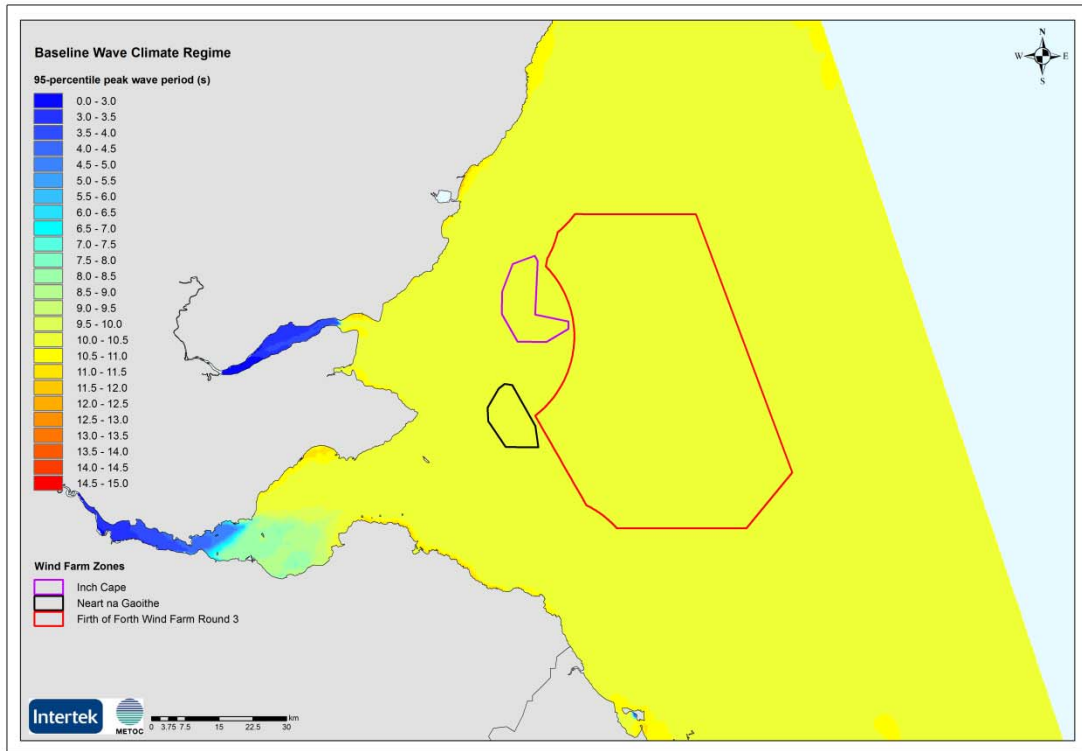 Baseline Wave Climate Regime
95-percentile peak wave period (s)
0.0 - 3.0
3.0 - 3.5
3.5 - 4.0
4.0 - 4.5
4.5 - 5.0
5.0 - 5.5
5.5 - 6.0
6.0 - 6.5
6.5 - 7.0
7.0 - 7.5
7.5 - 8.0
8.0 - 8.5
8.5 - 9.0
9.0 - 9.5
9.5 - 10.0
10.0 - 10.5
10.5 - 11.0
11.0 - 11.5
11.5 - 12.0
12.0 - 12.5
12.5 - 13.0
13.0 - 13.5
13.5 - 14.0
14.0 - 14.5
14.5 - 15.0
Wind Farm Zones
Inch Cape
Neart na Gaoithe
Firth of Forth Wind Farm Round 3
N
W E
S
Intertek
METOC
km
0 3.75 7.5 15 22.5 30